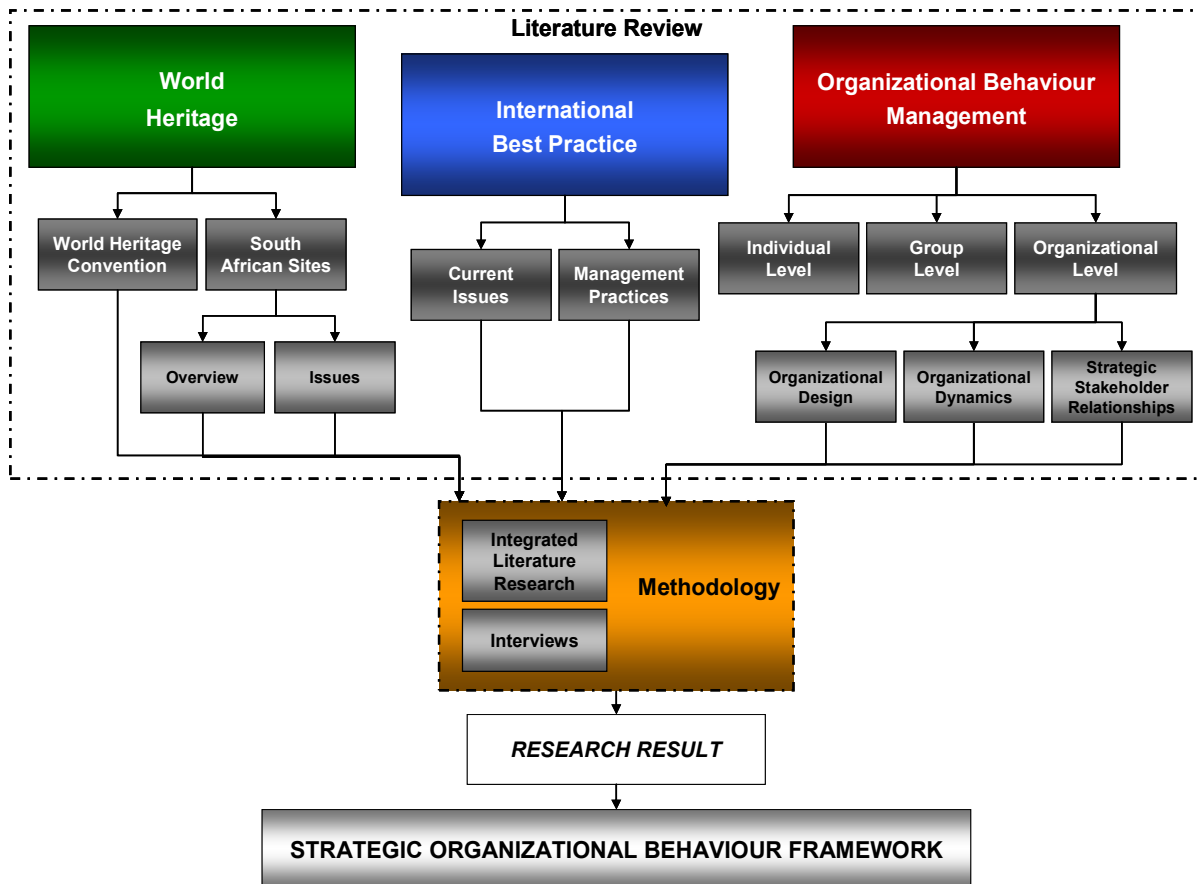 Literature Review
World
Heritage
International
Best Practice
Organizational Behaviour
Management
World Heritage
Convention
South
African Sites
Current
Issues
Management
Practices
Individual
Level
Group
Level
Organizational
Level
Overview
Issues
Organizational
Design
Organizational
Dynamics
Strategic
Stakeholder
Relationships
Integrated
Literature
Research
Interviews
Methodology
RESEARCH RESULT
STRATEGIC ORGANIZATIONAL BEHAVIOUR FRAMEWORK